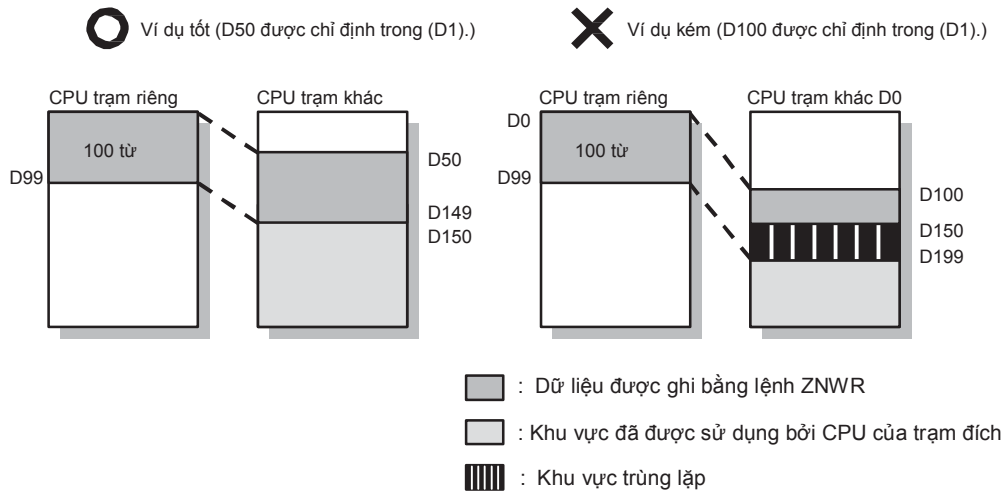 Ví dụ tốt (D50 được chỉ định trong (D1).)
Ví dụ kém (D100 được chỉ định trong (D1).)
CPU trạm riêng
CPU trạm khác
100 từ
D99
D50
D149
D150
CPU trạm riêng
CPU trạm khác D0
D0
100 từ
D99
D100
D150
D199
: Dữ liệu được ghi bằng lệnh ZNWR
: Khu vực đã được sử dụng bởi CPU của trạm đích
: Khu vực trùng lặp